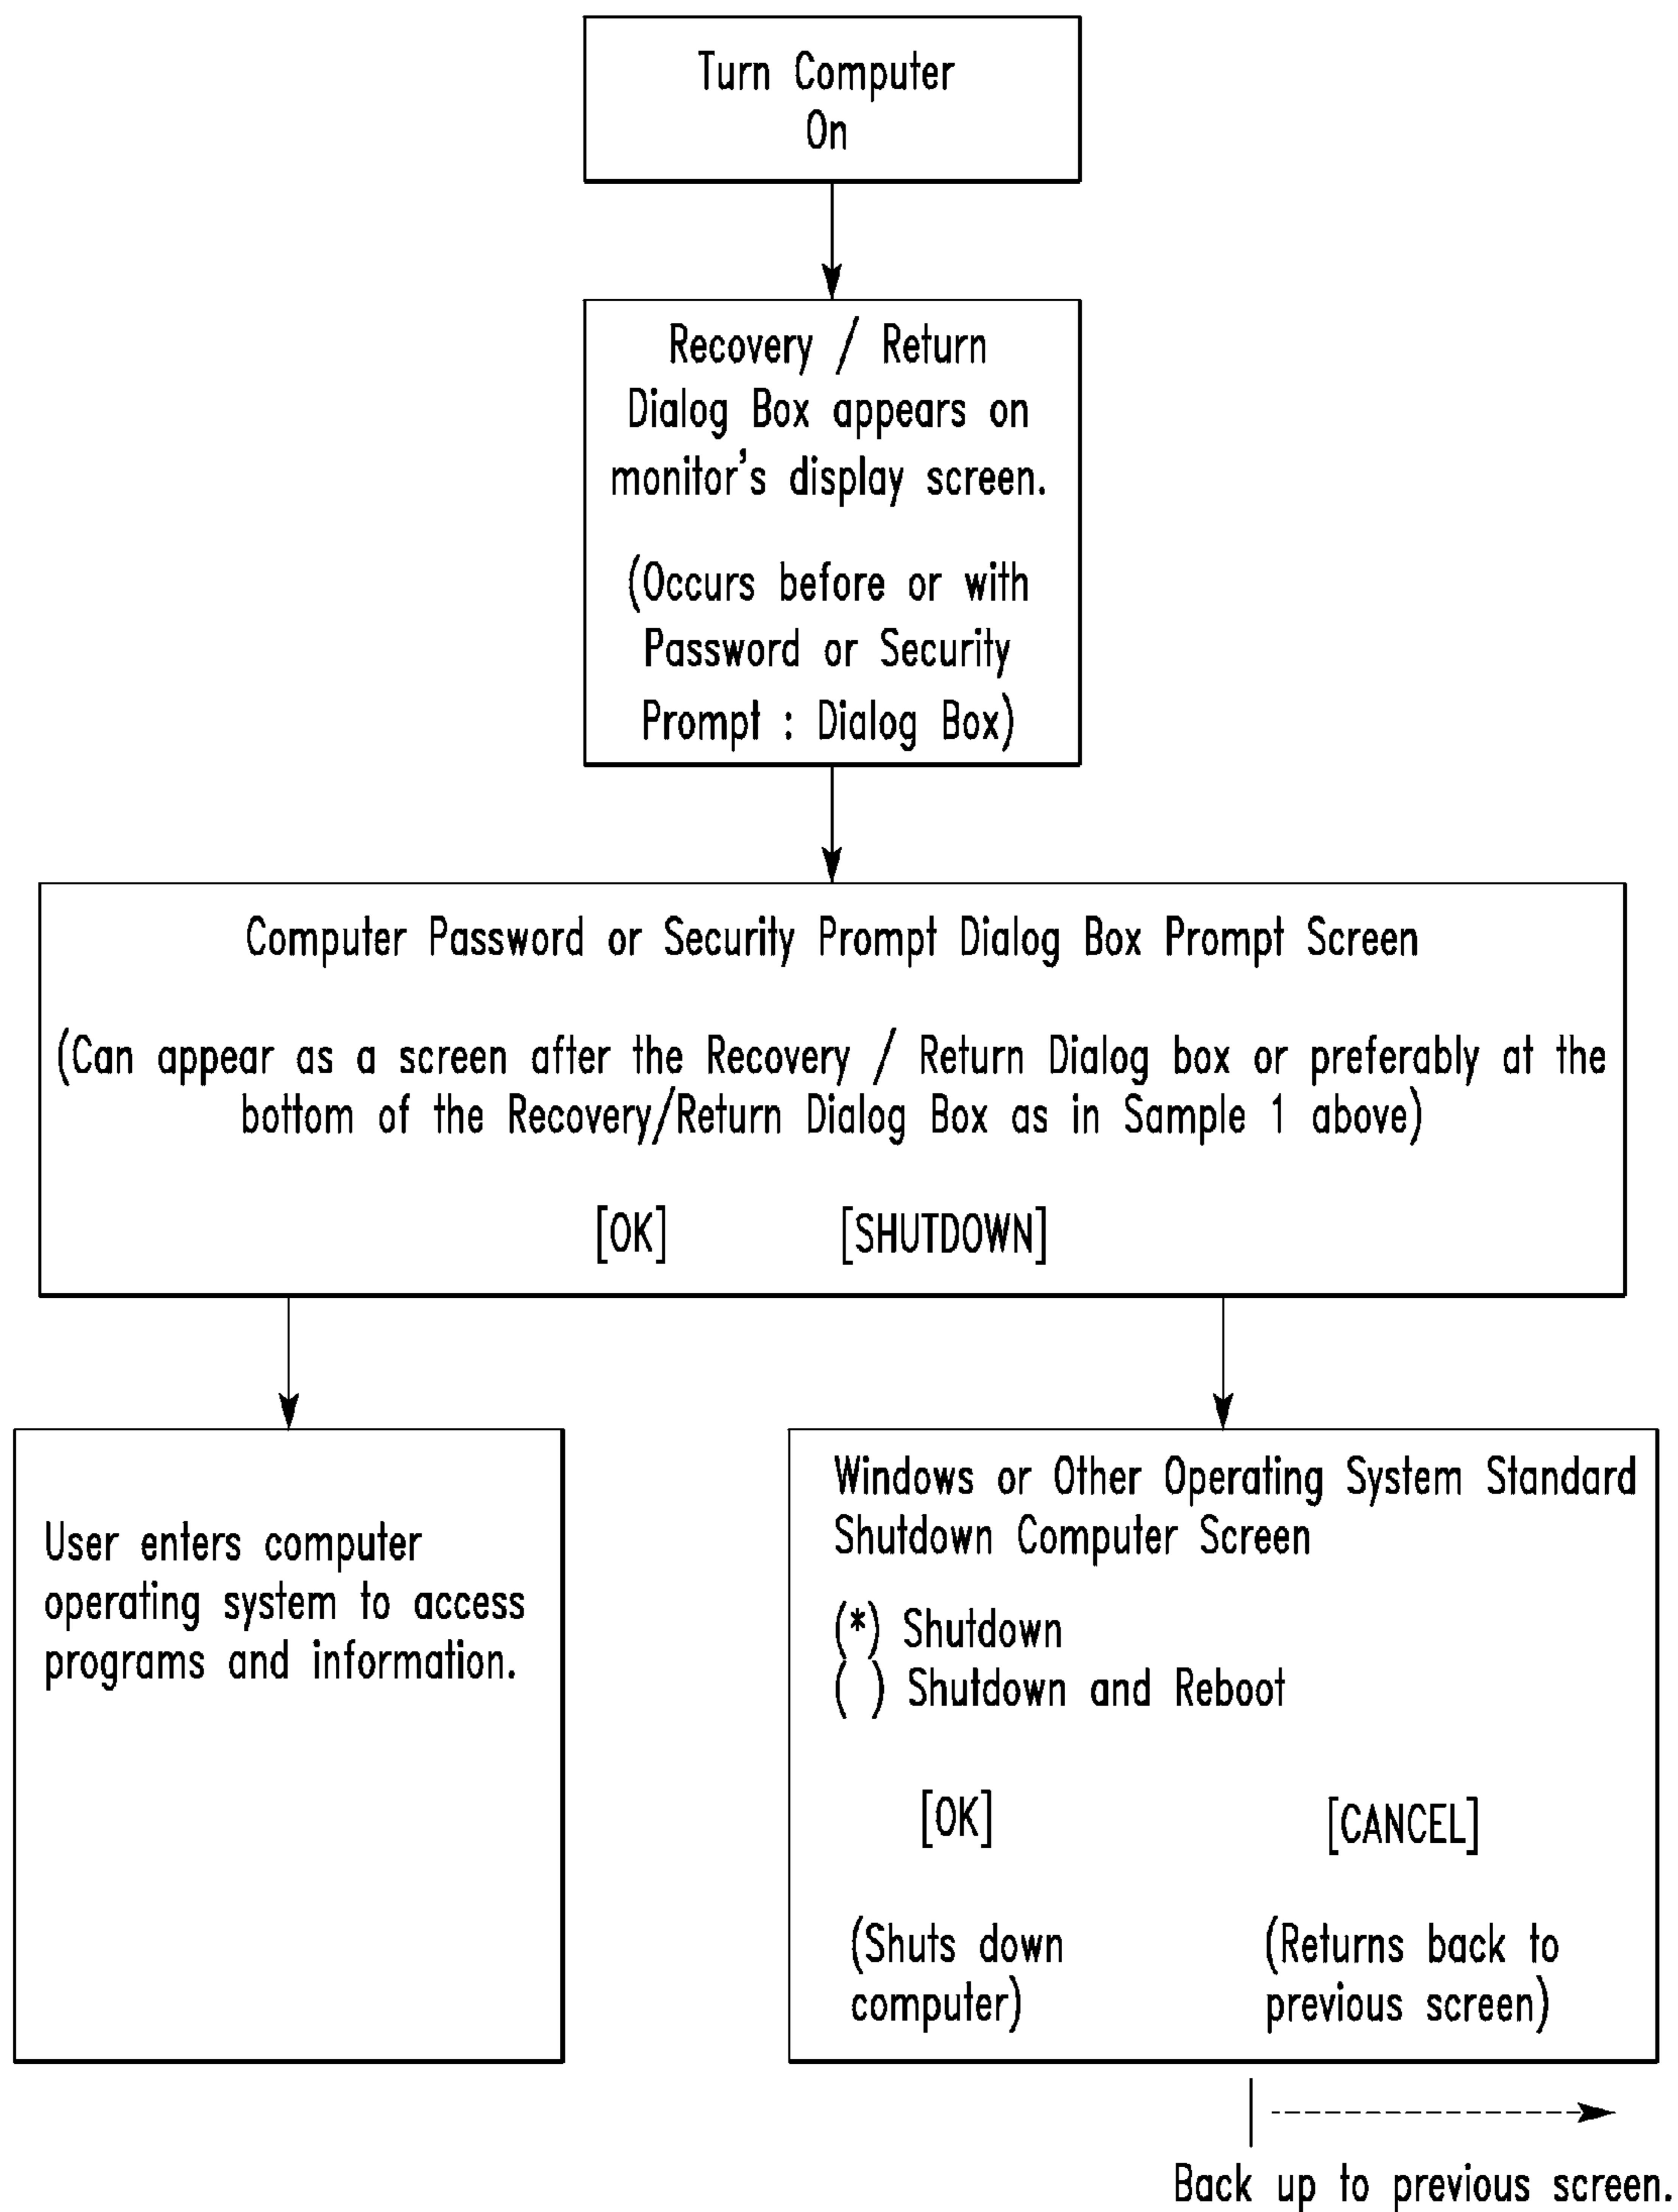 Turn Computer
On
Recovery / Return
Dialog Box appears on
monitor's display screen.
(Occurs before or with
Password or Security
Prompt : Dialog Box)
Computer Password or Security Prompt Dialog Box Prompt Screen
(Can appear as a screen after the Recovery / Return Dialog box or preferably at the
bottom of the Recovery/Return Dialog Box as in Sample 1 above)
[OK] [SHUTDOWN]
User enters computer
operating system to access
programs and information.
Windows or Other Operating System Standard
Shutdown Computer Screen
(*) Shutdown
( ) Shutdown and Reboot
[OK] [CANCEL]
(Shuts down
computer)
(Returns back to
previous screen)
Back up to previous screen.